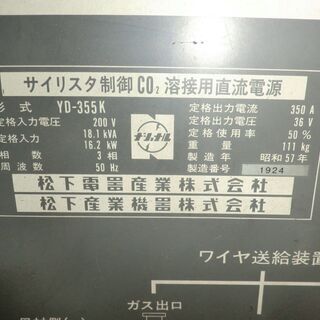 サイリスタ制御CO₂溶接用直流電源
形式 YD-355K
定格入力電圧 200 V
定格入力 18.1 kVA
16.2 kW
相数 3 相
周波数 50 Hz
ナショナル
定格出力電流 350 A
定格出力電圧 36 V
定格使用率 50 %
重量 111 kg
製造年 昭和57年
製造番号 1924
松下電器産業株式会社
松下産業機器株式会社
ワイヤ送給装置
ガス出口